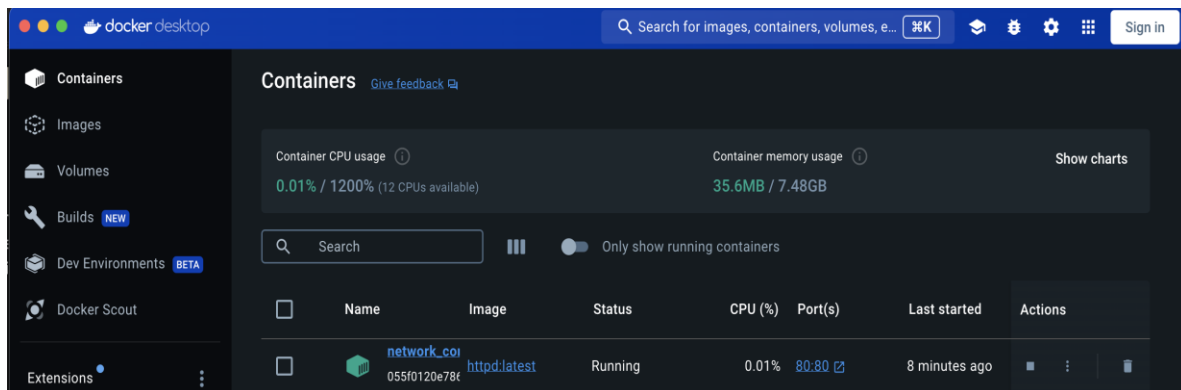 docker desktop
Search for images, containers, volumes, e... ⌘K
Sign in
Containers
Images
Volumes
Builds NEW
Dev Environments BETA
Docker Scout
Extensions
Containers Give feedback
Container CPU usage
0.01% / 1200% (12 CPUs available)
Container memory usage
35.6MB / 7.48GB
Show charts
Search
Only show running containers
Name Image Status CPU (%) Port(s) Last started Actions
network_con
055f0120e786
httpd:latest Running 0.01% 80:80 8 minutes ago